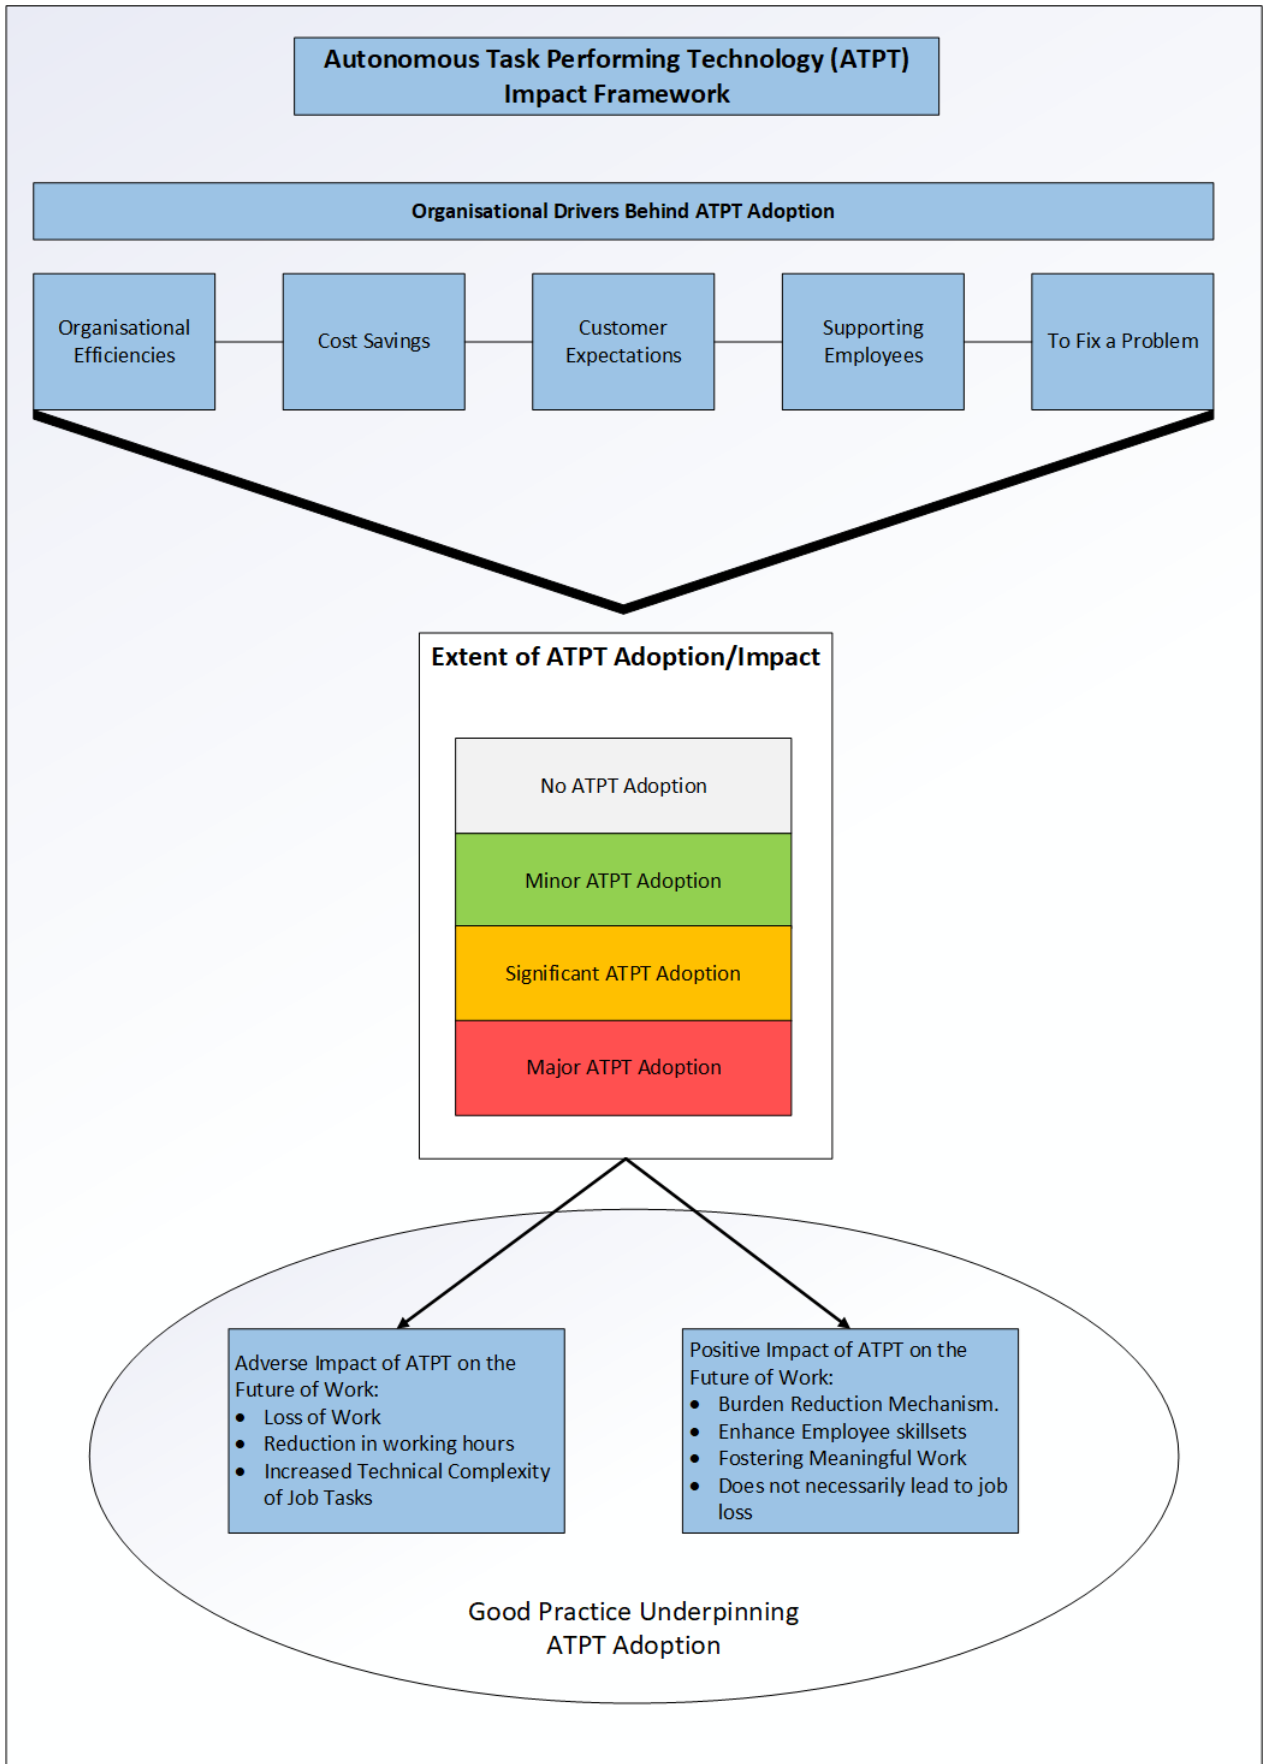 Autonomous Task Performing Technology (ATPT)
Impact Framework
Organisational Drivers Behind ATPT Adoption
Organisational
Efficiencies
Cost Savings
Customer
Expectations
Supporting
Employees
To Fix a Problem
Extent of ATPT Adoption/Impact
No ATPT Adoption
Minor ATPT Adoption
Significant ATPT Adoption
Major ATPT Adoption
Adverse Impact of ATPT on the
Future of Work:
• Loss of Work
• Reduction in working hours
• Increased Technical Complexity
of Job Tasks
Positive Impact of ATPT on the
Future of Work:
• Burden Reduction Mechanism.
• Enhance Employee skillsets
• Fostering Meaningful Work
• Does not necessarily lead to job
loss
Good Practice Underpinning
ATPT Adoption